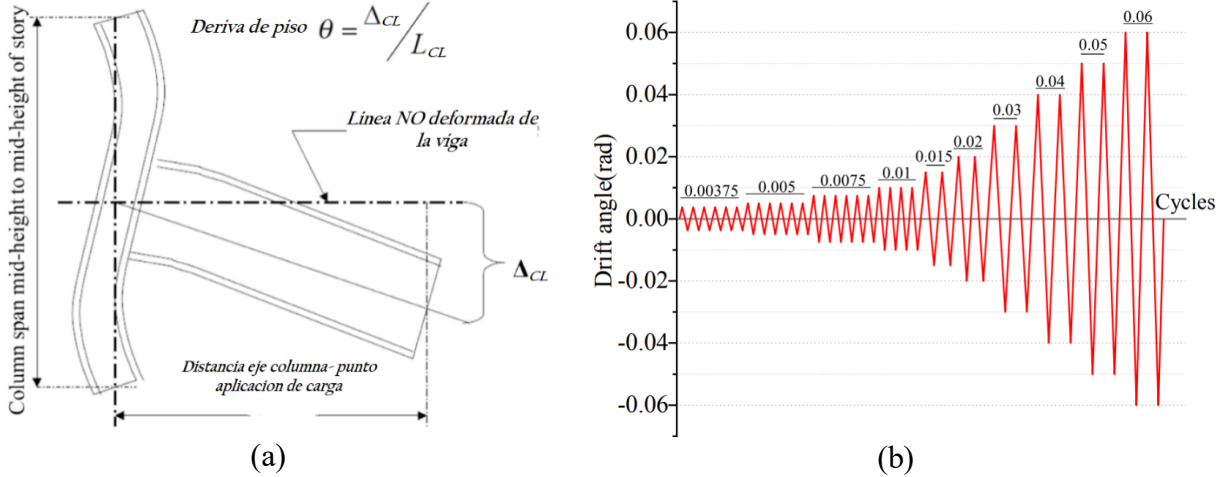 Deriva de piso θ = Δ_CL / L_CL
Column span mid-height to mid-height of story
Linea NO deformada de
la viga
Δ_CL
Distancia eje columna- punto
aplicacion de carga
(a)
Drift angle(rad)
0.06
0.04
0.02
0.00
-0.02
-0.04
-0.06
0.00375
0.005
0.0075
0.01
0.015
0.02
0.03
0.04
0.05
0.06
Cycles
(b)